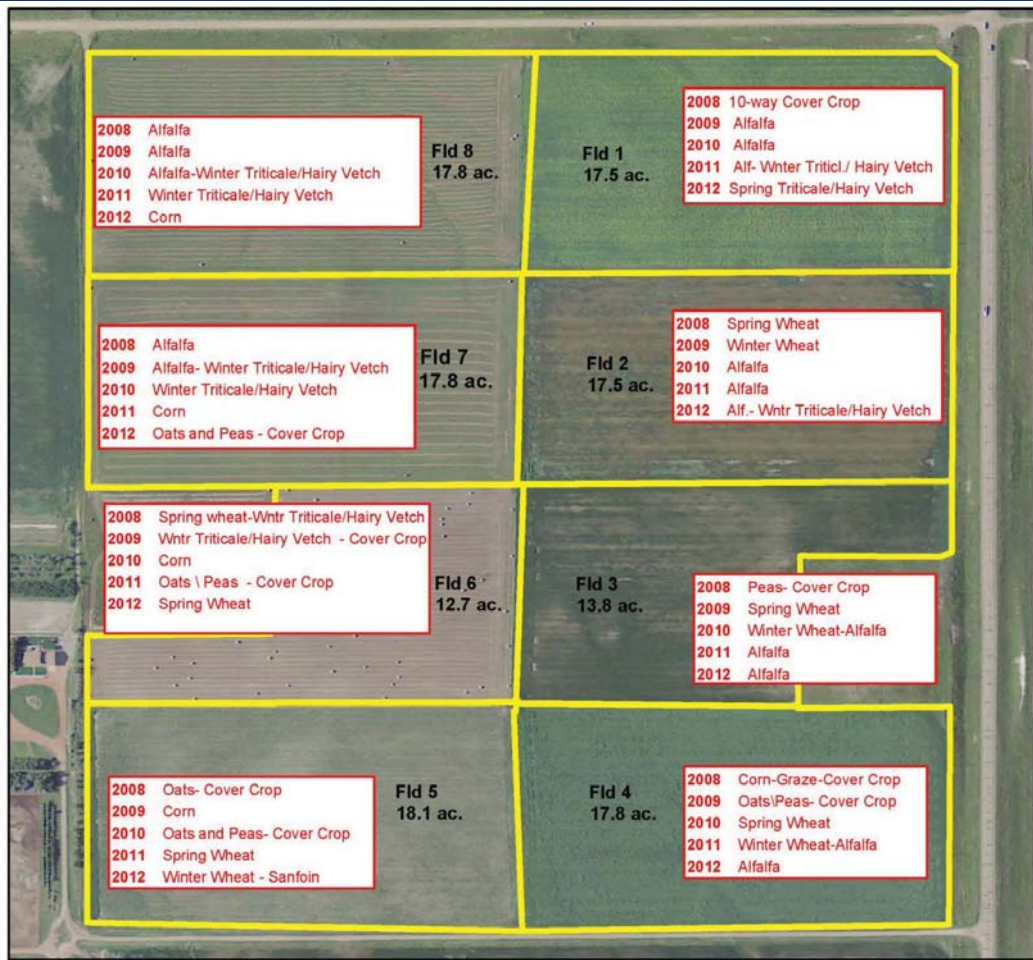 2008 Alfalfa
2009 Alfalfa
2010 Alfalfa-Winter Triticale/Hairy Vetch
2011 Winter Triticale/Hairy Vetch
2012 Corn
Fld 8
17.8 ac.
Fld 1
17.5 ac.
2008 10-way Cover Crop
2009 Alfalfa
2010 Alfalfa
2011 Alf- Wnter Triticl./ Hairy Vetch
2012 Spring Triticale/Hairy Vetch
2008 Alfalfa
2009 Alfalfa- Winter Triticale/Hairy Vetch
2010 Winter Triticale/Hairy Vetch
2011 Corn
2012 Oats and Peas - Cover Crop
Fld 7
17.8 ac.
Fld 2
17.5 ac.
2008 Spring Wheat
2009 Winter Wheat
2010 Alfalfa
2011 Alfalfa
2012 Alf.- Wntr Triticale/Hairy Vetch
2008 Spring wheat-Wntr Triticale/Hairy Vetch
2009 Wntr Triticale/Hairy Vetch - Cover Crop
2010 Corn
2011 Oats \ Peas - Cover Crop
2012 Spring Wheat
Fld 6
12.7 ac.
Fld 3
13.8 ac.
2008 Peas- Cover Crop
2009 Spring Wheat
2010 Winter Wheat-Alfalfa
2011 Alfalfa
2012 Alfalfa
2008 Oats- Cover Crop
2009 Corn
2010 Oats and Peas- Cover Crop
2011 Spring Wheat
2012 Winter Wheat - Sanfoin
Fld 5
18.1 ac.
Fld 4
17.8 ac.
2008 Corn-Graze-Cover Crop
2009 Oats\Peas- Cover Crop
2010 Spring Wheat
2011 Winter Wheat-Alfalfa
2012 Alfalfa